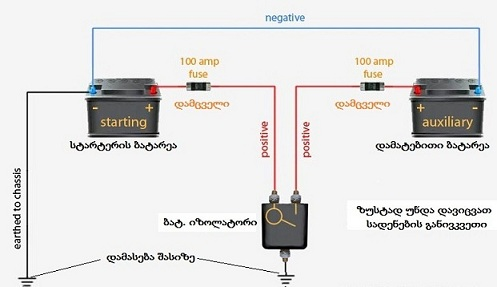 negative
100 amp
fuse
100 amp
fuse
დამცველი
დამცველი
starting
auxiliary
სტარტერის ბატარეა
დამატებითი ბატარეა
earthed to chassis
positive
positive
ბატ. იზოლატორი
ზუსტად უნდა დავიცვათ
სადენების განივკვეთი
დამასება შასიზე